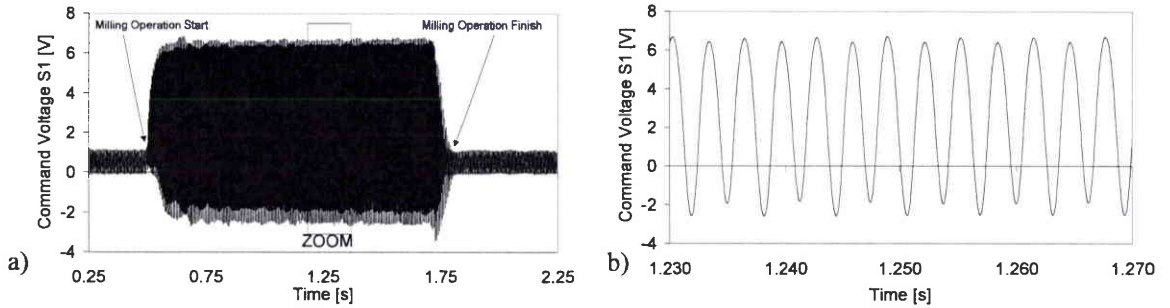 a)
Command Voltage S1 [V]
8
6
4
2
0
-2
-4
Milling Operation Start
Milling Operation Finish
ZOOM
0.25 0.75 1.25 1.75 2.25
Time [s]
b)
Command Voltage S1 [V]
8
6
4
2
0
-2
-4
1.230 1.240 1.250 1.260 1.270
Time [s]